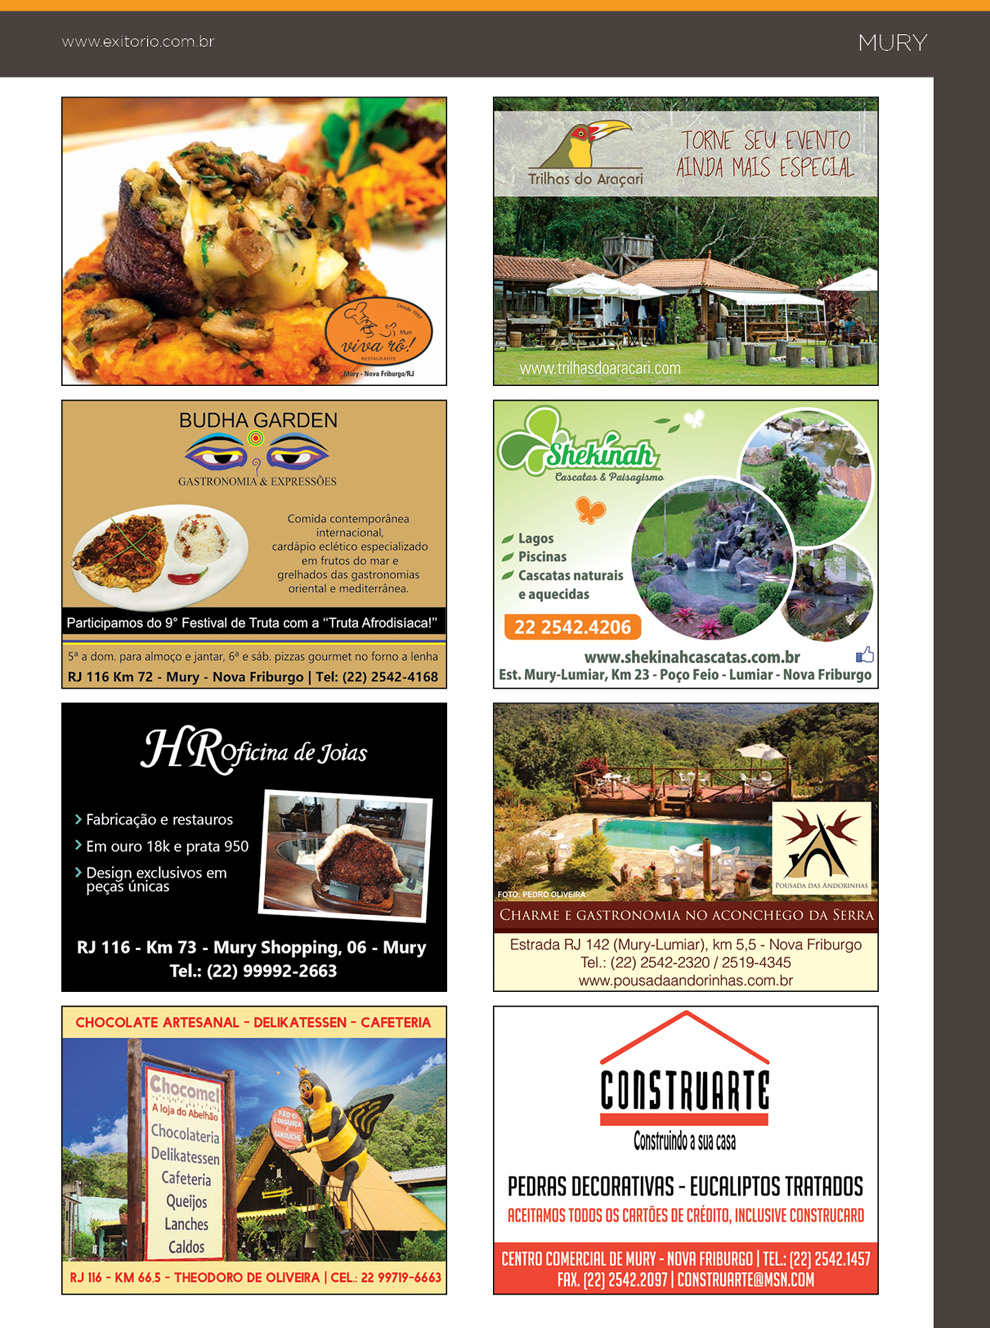 www.exitorio.com.br
MURY
Desde 1992
Muri
viva rô!
RESTAURANTE
Mury - Nova Friburgo/RJ
Trilhas do Araçari
TORNE SEU EVENTO
AINDA MAIS ESPECIAL
www.trilhasdoaracari.com
BUDHA GARDEN
GASTRONOMIA & EXPRESSÕES
Comida contemporânea
internacional,
cardápio eclético especializado
em frutos do mar e
grelhados das gastronomias
oriental e mediterrânea.
Participamos do 9° Festival de Truta com a “Truta Afrodisíaca!”
5ª a dom. para almoço e jantar, 6ª e sáb. pizzas gourmet no forno a lenha
RJ 116 Km 72 - Mury - Nova Friburgo | Tel: (22) 2542-4168
Shekinah
Cascatas & Paisagismo
Lagos
Piscinas
Cascatas naturais
e aquecidas
22 2542.4206
www.shekinahcascatas.com.br
Est. Mury-Lumiar, Km 23 - Poço Feio - Lumiar - Nova Friburgo
HR oficina de Joias
Fabricação e restauros
Em ouro 18k e prata 950
Design exclusivos em
peças únicas
RJ 116 - Km 73 - Mury Shopping, 06 - Mury
Tel.: (22) 99992-2663
POUSADA DAS ANDORINHAS
FOTO: PEDRO OLIVEIRA
CHARME E GASTRONOMIA NO ACONCHEGO DA SERRA
Estrada RJ 142 (Mury-Lumiar), km 5,5 - Nova Friburgo
Tel.: (22) 2542-2320 / 2519-4345
www.pousadaandorinhas.com.br
CHOCOLATE ARTESANAL - DELIKATESSEN - CAFETERIA
Chocomel
A loja do Abelhão
Chocolateria
Delikatessen
Cafeteria
Queijos
Lanches
Caldos
PÃO C/
LINGUIÇA
E
SANDUICHE
RJ 116 - KM 66.5 - THEODORO DE OLIVEIRA | CEL.: 22 99719-6663
CONSTRUARTE
Construindo a sua casa
PEDRAS DECORATIVAS - EUCALIPTOS TRATADOS
ACEITAMOS TODOS OS CARTÕES DE CRÉDITO, INCLUSIVE CONSTRUCARD
CENTRO COMERCIAL DE MURY - NOVA FRIBURGO | TEL.: (22) 2542.1457
FAX. (22) 2542.2097 | CONSTRUARTE@MSN.COM